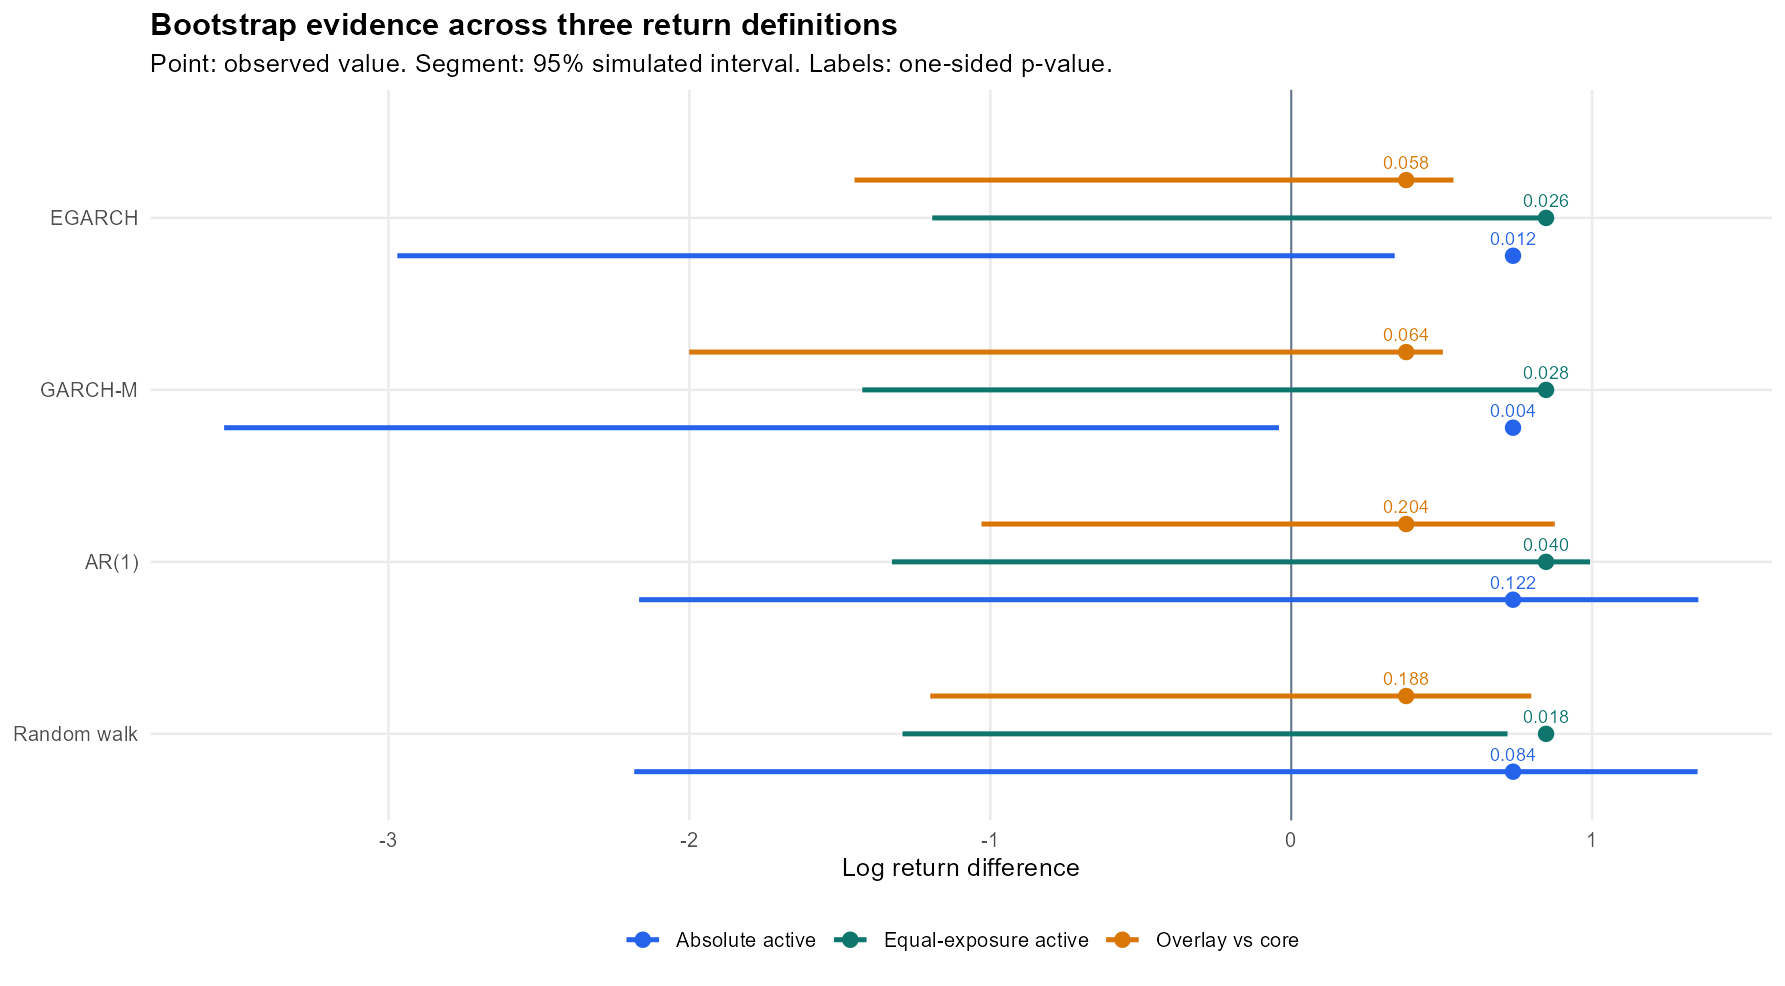 Bootstrap evidence across three return definitions
Point: observed value. Segment: 95% simulated interval. Labels: one-sided p-value.
0.058
0.026
EGARCH
0.012
0.064
0.028
GARCH-M
0.004
0.204
0.040
AR(1)
0.122
0.188
0.018
Random walk
0.084
-3 -2 -1 0 1
Log return difference
Absolute active Equal-exposure active Overlay vs core